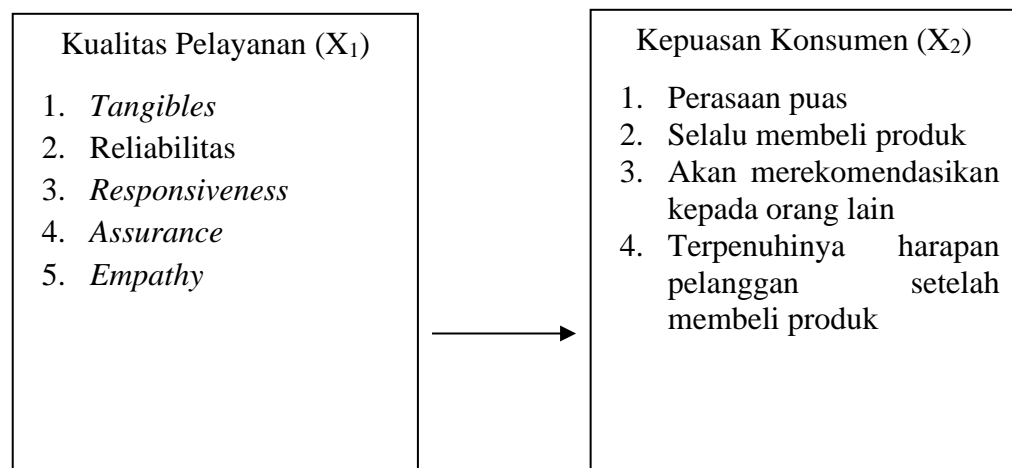 Kualitas Pelayanan (X₁)
1. Tangibles
2. Reliabilitas
3. Responsiveness
4. Assurance
5. Empathy
Kepuasan Konsumen (X₂)
1. Perasaan puas
2. Selalu membeli produk
3. Akan merekomendasikan
kepada orang lain
4. Terpenuhinya harapan
pelanggan setelah
membeli produk